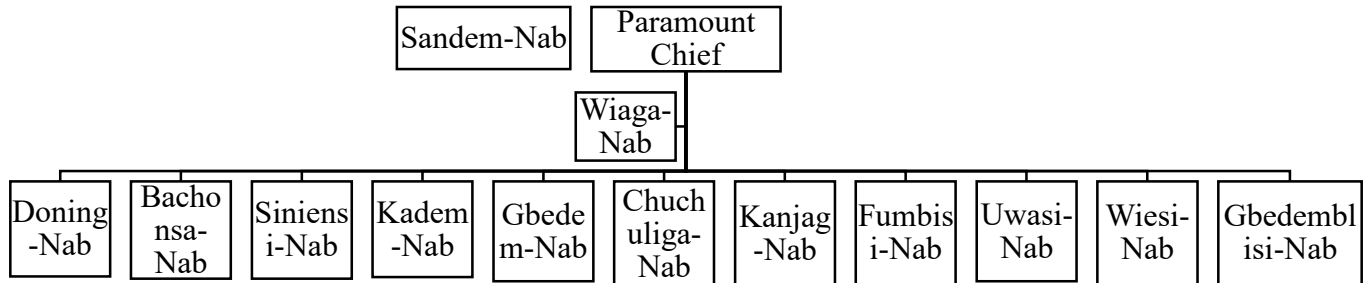 Sandem-Nab
Paramount
Chief
Wiaga-
Nab
Doning
-Nab
Bacho
nsa-
Nab
Siniens
i-Nab
Kadem
-Nab
Gbede
m-Nab
Chuch
uliga-
Nab
Kanjag
-Nab
Fumbis
i-Nab
Uwasi-
Nab
Wiesi-
Nab
Gbedembl
isi-Nab